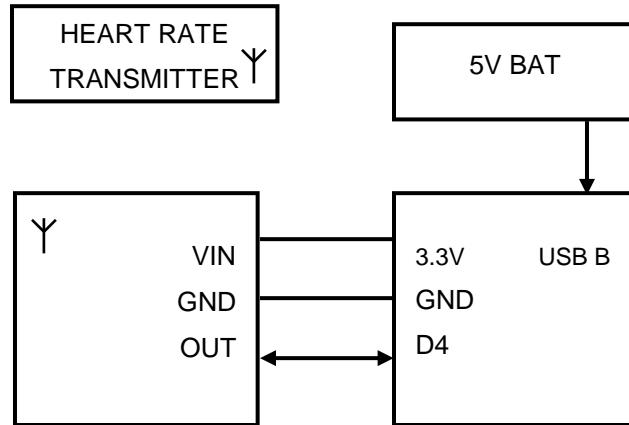 HEART RATE
TRANSMITTER
5V BAT
VIN
GND
OUT
3.3V USB B
GND
D4